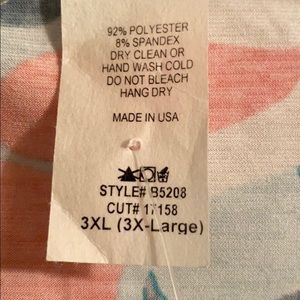 92% POLYESTER
8% SPANDEX
DRY CLEAN OR
HAND WASH COLD
DO NOT BLEACH
HANG DRY
MADE IN USA
STYLE# B5208
CUT# 17158
3XL (3X-Large)